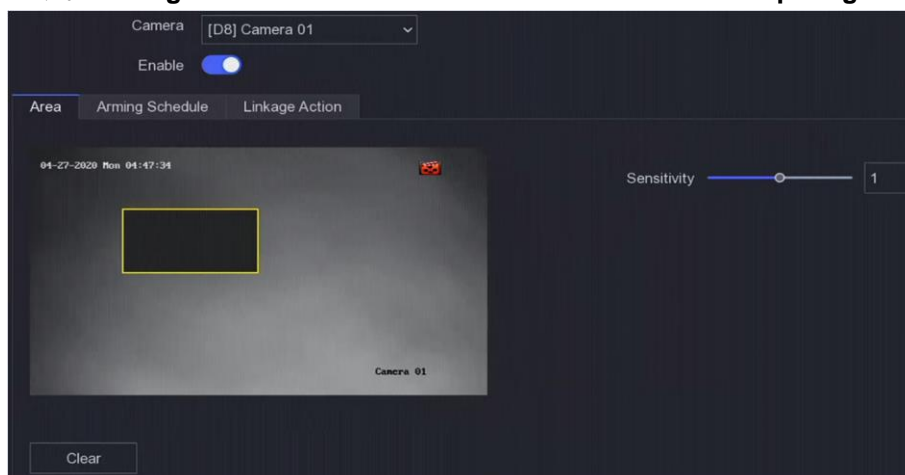 Camera [D8] Camera 01
Enable
Area Arming Schedule Linkage Action
04-27-2020 Mon 04:47:34
Sensitivity 1
Camera 01
Clear